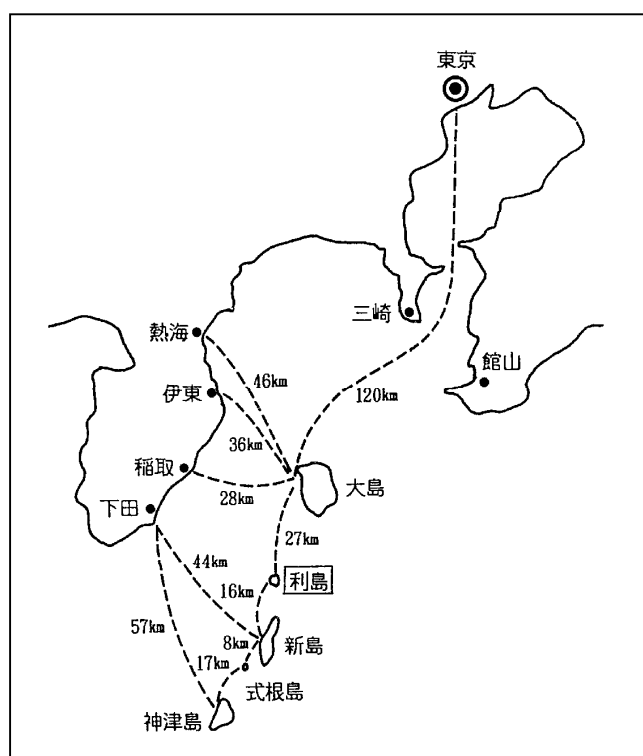 東京
三崎
熱海
館山
46km
伊東
120km
36km
稲取
大島
28km
下田
27km
44km
16km
利島
57km
8km
新島
17km
式根島
神津島